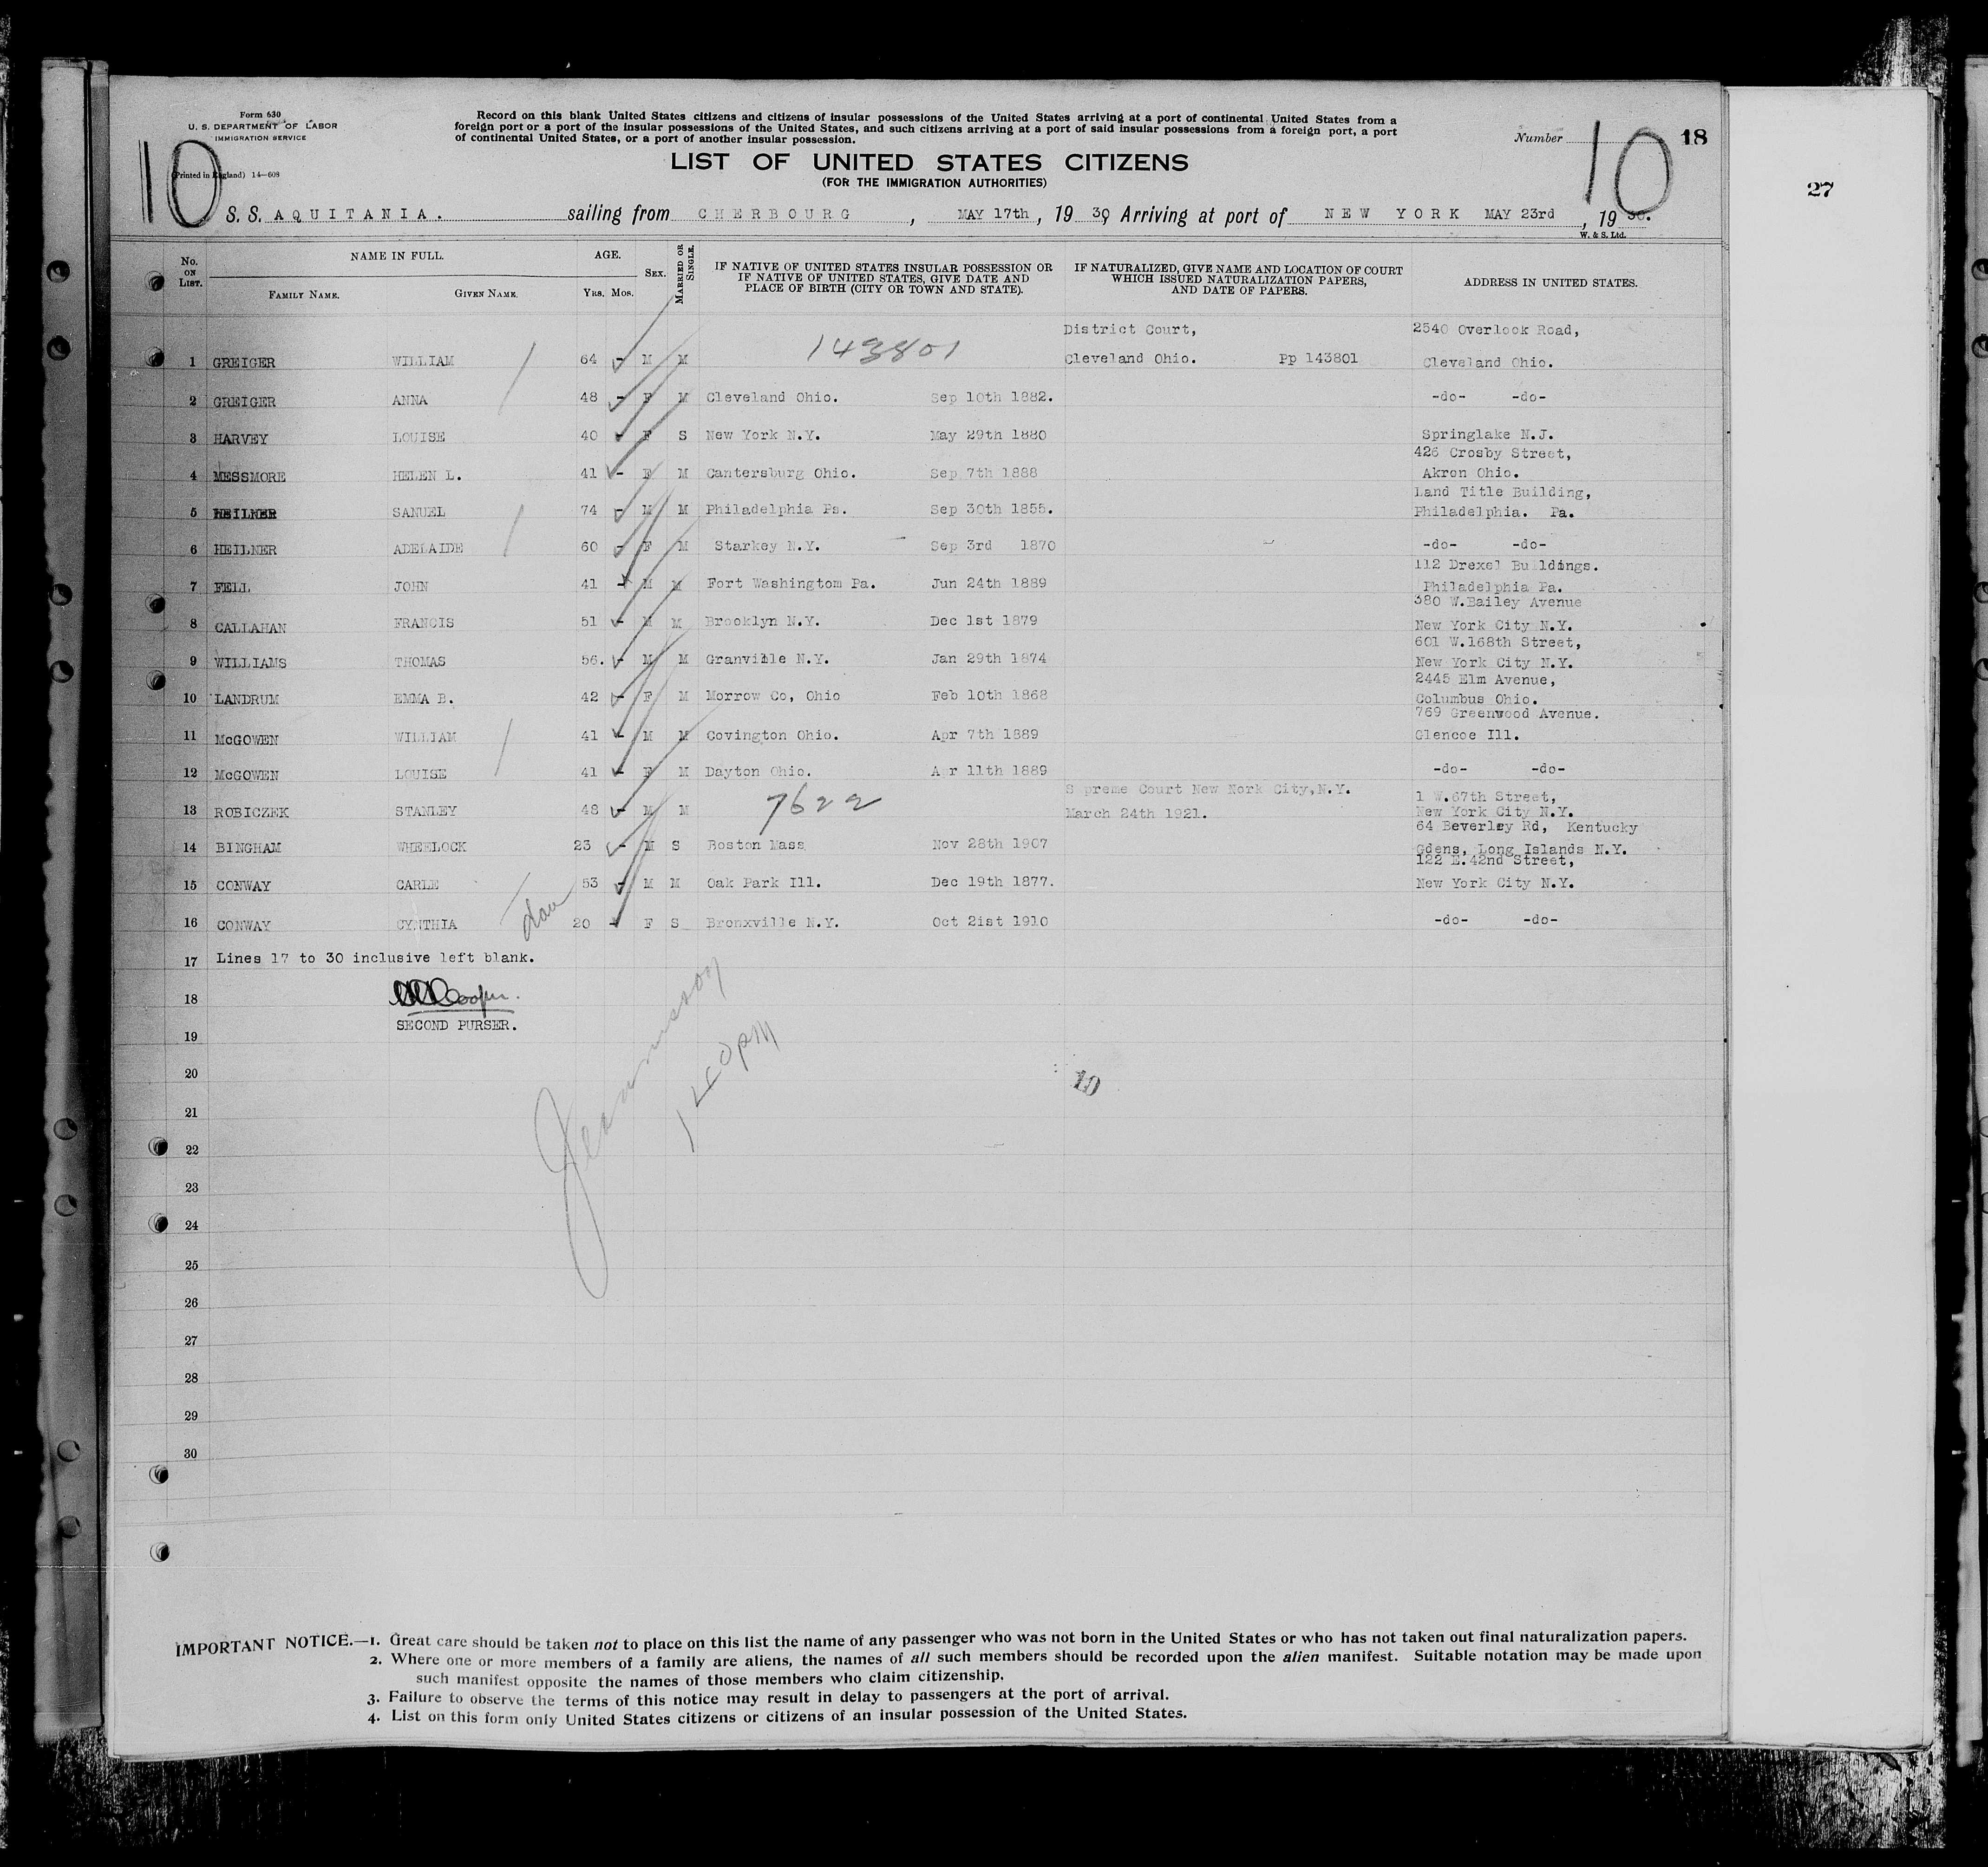 Form 630
U. S. DEPARTMENT OF LABOR
IMMIGRATION SERVICE
(Printed in England) 14—608
10
Record on this blank United States citizens and citizens of insular possessions of the United States arriving at a port of continental United States from a
foreign port or a port of the insular possessions of the United States, and such citizens arriving at a port of said insular possessions from a foreign port, a port
of continental United States, or a port of another insular possession.
Number 10 18
27
LIST OF UNITED STATES CITIZENS
(FOR THE IMMIGRATION AUTHORITIES)
S. S. AQUITANIA. sailing from CHERBOURG, MAY 17th, 19 30 Arriving at port of NEW YORK MAY 23rd, 19 30.
W. & S. Ltd.
No. ON LIST. NAME IN FULL. AGE. SEX. MARRIED OR SINGLE. IF NATIVE OF UNITED STATES INSULAR POSSESSION OR IF NATIVE OF UNITED STATES, GIVE DATE AND PLACE OF BIRTH (CITY OR TOWN AND STATE). IF NATURALIZED, GIVE NAME AND LOCATION OF COURT WHICH ISSUED NATURALIZATION PAPERS, AND DATE OF PAPERS. ADDRESS IN UNITED STATES.
FAMILY NAME. GIVEN NAME. YRS. MOS.
District Court, 2540 Overlook Road,
1 GREIGER WILLIAM 64 - M M 143801 Cleveland Ohio. Pp 143801 Cleveland Ohio.
2 GREIGER ANNA 48 - F M Cleveland Ohio. Sep 10th 1882. -do- -do-
3 HARVEY LOUISE 40 - F S New York N.Y. May 29th 1880 Springlake N.J.
426 Crosby Street,
4 MESSMORE HELEN L. 41 - F M Cantersburg Ohio. Sep 7th 1888 Akron Ohio.
Land Title Building,
5 HEILNER SANUEL 74 - M M Philadelphia Pa. Sep 30th 1855. Philadelphia. Pa.
6 HEILNER ADELAIDE 60 - F M Starkey N.Y. Sep 3rd 1870 -do- -do-
112 Drexel Buildings.
7 FELL JOHN 41 - M M Fort Washingtom Pa. Jun 24th 1889 Philadelphia Pa.
380 W.Bailey Avenue
8 CALLAHAN FRANCIS 51 - M M Brooklyn N.Y. Dec 1st 1879 New York City N.Y.
601 W.168th Street,
9 WILLIAMS THOMAS 56. - M M Granville N.Y. Jan 29th 1874 New York City N.Y.
2445 Elm Avenue,
10 LANDRUM EMMA B. 42 - F M Morrow Co, Ohio Feb 10th 1868 Columbus Ohio.
769 Greenwood Avenue.
11 McGOWEN WILLIAM 41 - M M Covington Ohio. Apr 7th 1889 Glencoe Ill.
12 McGOWEN LOUISE 41 - F M Dayton Ohio. Apr 11th 1889 -do- -do-
S preme Court New Nork City,N.Y. 1 W.67th Street,
13 ROBICZEK STANLEY 48 - M M 7622 March 24th 1921. New York City N.Y.
64 Beverley Rd, Kentucky
14 BINGHAM WHEELOCK 23 - M S Boston Mass Nov 28th 1907 Gdens, Long Islands N.Y.
122 E.42nd Street,
15 CONWAY CARLE 53 - M M Oak Park Ill. Dec 19th 1877. New York City N.Y.
16 CONWAY CYNTHIA dau 20 - F S Bronxville N.Y. Oct 21st 1910 -do- -do-
17 Lines 17 to 30 inclusive left blank.
18 Cooper.
SECOND PURSER.
19
20 10
21
22
23
24
25
26
27
28
29
30
140 PM
IMPORTANT NOTICE.—1. Great care should be taken not to place on this list the name of any passenger who was not born in the United States or who has not taken out final naturalization papers.
2. Where one or more members of a family are aliens, the names of all such members should be recorded upon the alien manifest. Suitable notation may be made upon
such manifest opposite the names of those members who claim citizenship.
3. Failure to observe the terms of this notice may result in delay to passengers at the port of arrival.
4. List on this form only United States citizens or citizens of an insular possession of the United States.